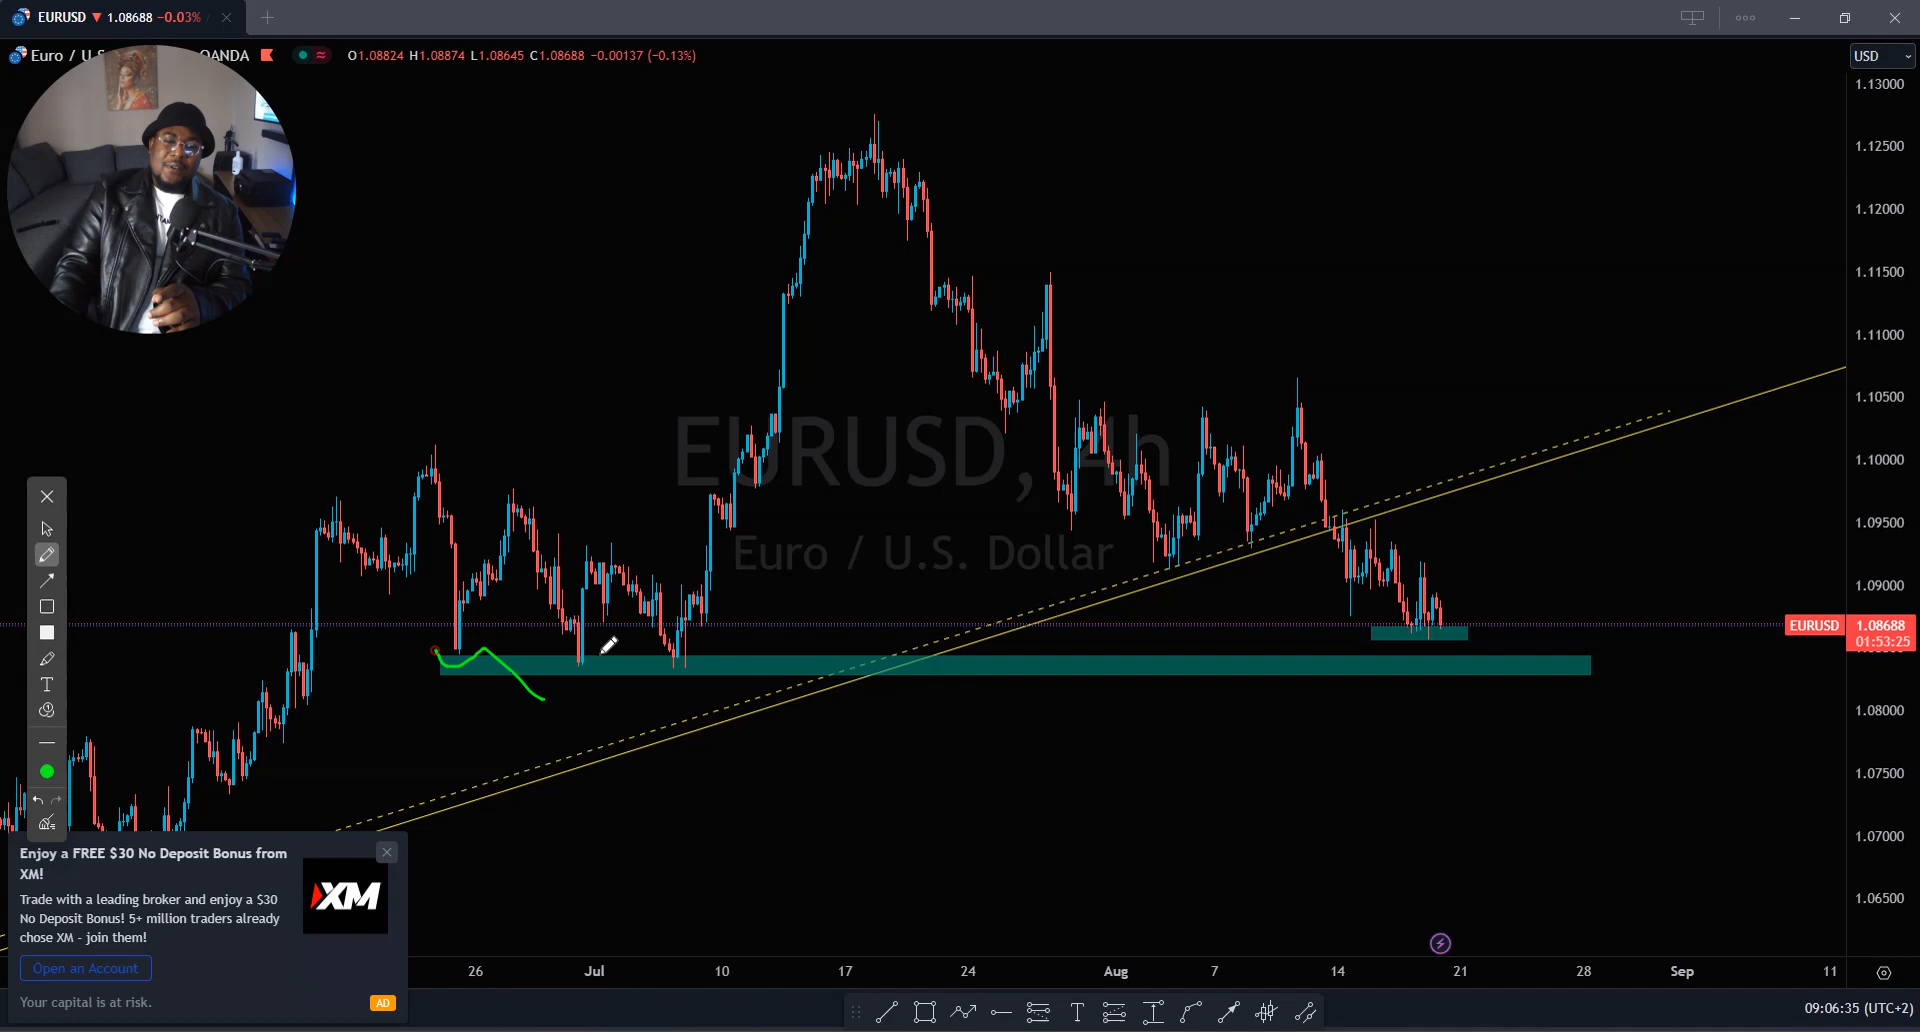 EURUSD ▼ 1.08688 −0.03%
Euro / U.S. OANDA O1.08824 H1.08874 L1.08645 C1.08688 −0.00137 (−0.13%)
USD
1.13000
1.12500
1.12000
1.11500
1.11000
1.10500
1.10000
1.09500
1.09000
EURUSD 1.08688
01:53:25
1.08000
1.07500
1.07000
1.06500
EURUSD, 4h
Euro / U.S. Dollar
T
Enjoy a FREE $30 No Deposit Bonus from
XM!
Trade with a leading broker and enjoy a $30
No Deposit Bonus! 5+ million traders already
chose XM - join them!
XM
Open an Account
Your capital is at risk.
AD
26 Jul 10 17 24 Aug 7 14 21 28 Sep 11
T
09:06:35 (UTC+2)